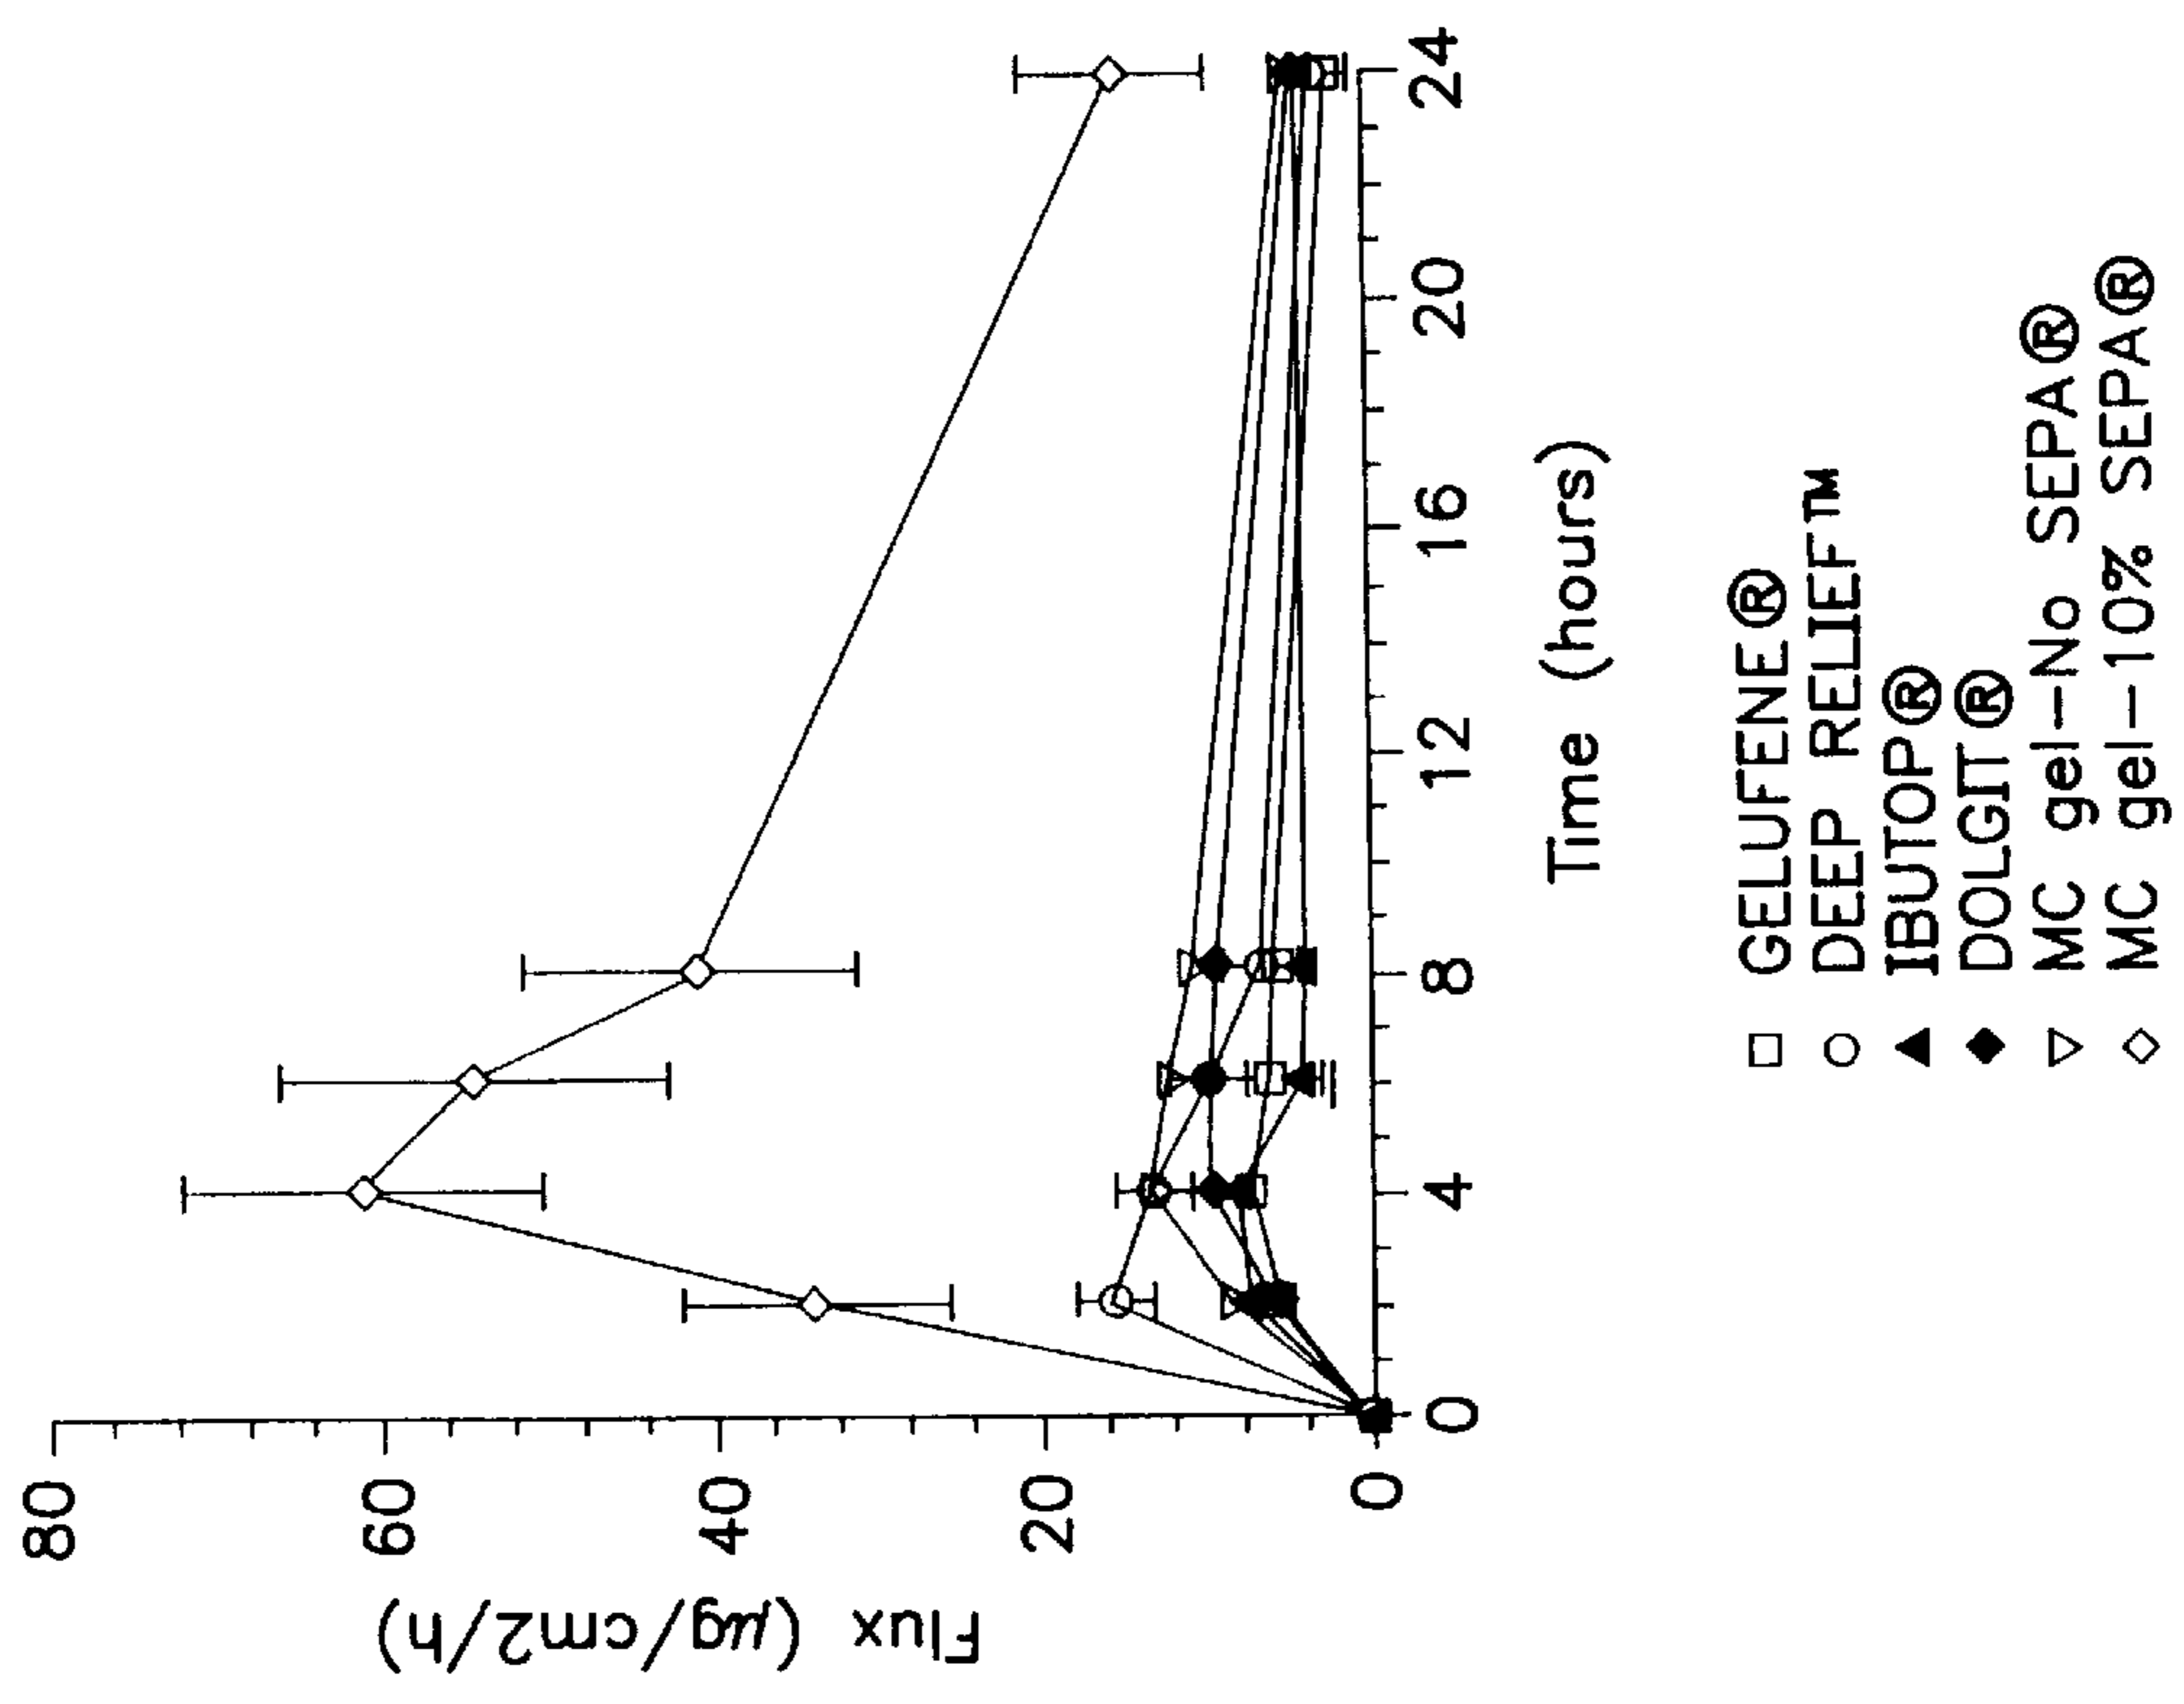 80
60
40
20
0
Flux (µg/cm2/h)
0
4
8
12
16
20
24
Time (hours)
GELUFENE®
DEEP RELIEF™
IBUTOP®
DOLGIT®
MC gel-No SEPA®
MC gel-10% SEPA®